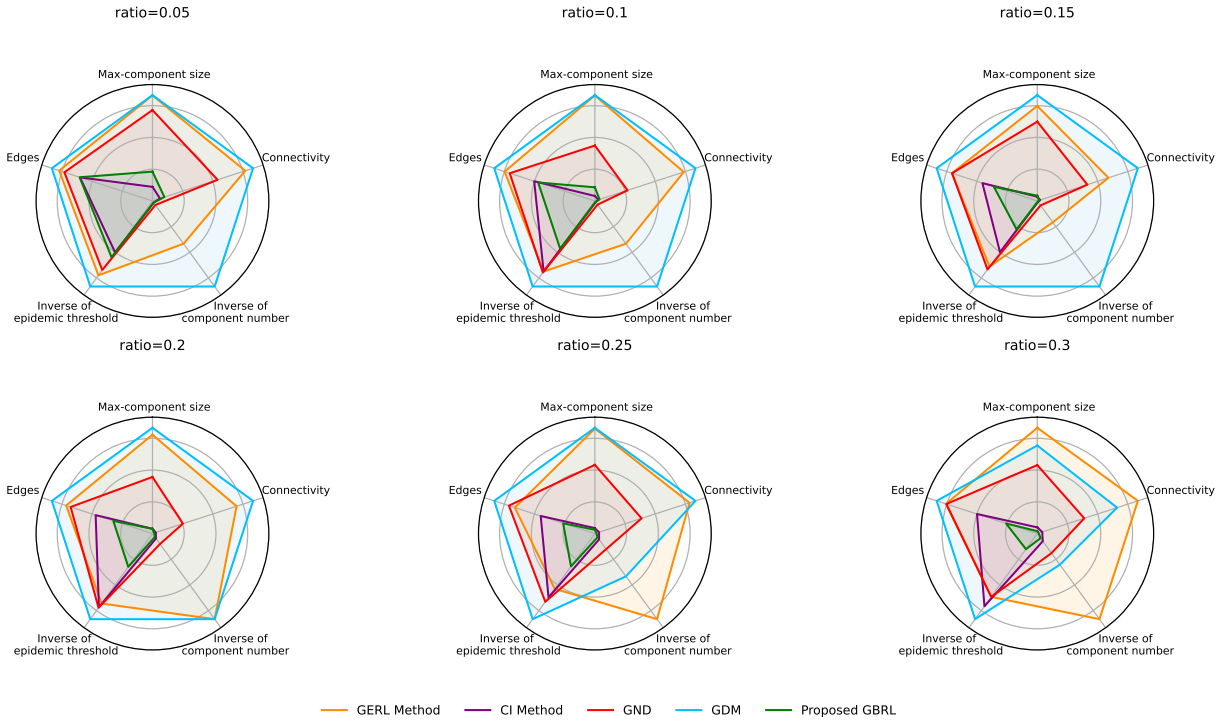 ratio=0.05
ratio=0.1
ratio=0.15
Max-component size
Max-component size
Max-component size
Edges
Connectivity
Edges
Connectivity
Edges
Connectivity
Inverse of
epidemic threshold
Inverse of
component number
Inverse of
epidemic threshold
Inverse of
component number
Inverse of
epidemic threshold
Inverse of
component number
ratio=0.2
ratio=0.25
ratio=0.3
Max-component size
Max-component size
Max-component size
Edges
Connectivity
Edges
Connectivity
Edges
Connectivity
Inverse of
epidemic threshold
Inverse of
component number
Inverse of
epidemic threshold
Inverse of
component number
Inverse of
epidemic threshold
Inverse of
component number
GERL Method
CI Method
GND
GDM
Proposed GBRL